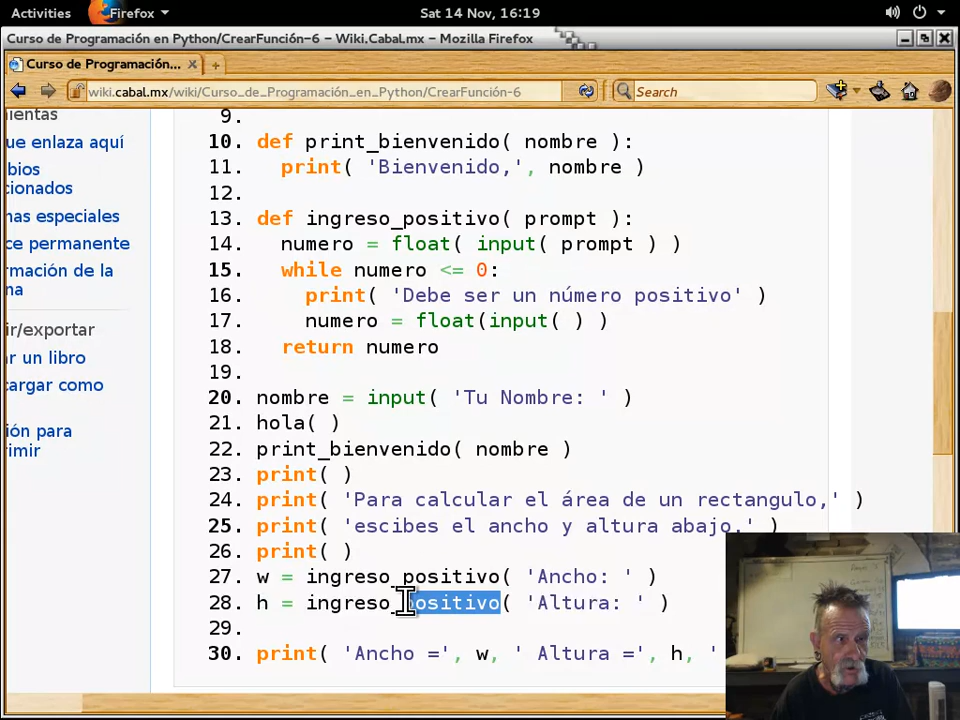 Activities Firefox Sat 14 Nov, 16:19
Curso de Programación en Python/CrearFunción-6 - Wiki.Cabal.mx - Mozilla Firefox
Curso de Programación...
wiki.cabal.mx/wiki/Curso_de_Programación_en_Python/CrearFunción-6 Search
ientas
ue enlaza aquí
bios
cionados
nas especiales
ce permanente
rmación de la
na
ir/exportar
ar un libro
cargar como
ión para
rimir
9.
10. def print_bienvenido( nombre ):
11. print( 'Bienvenido,', nombre )
12.
13. def ingreso_positivo( prompt ):
14. numero = float( input( prompt ) )
15. while numero <= 0:
16. print( 'Debe ser un número positivo' )
17. numero = float(input( ) )
18. return numero
19.
20. nombre = input( 'Tu Nombre: ' )
21. hola( )
22. print_bienvenido( nombre )
23. print( )
24. print( 'Para calcular el área de un rectangulo,' )
25. print( 'escibes el ancho y altura abajo.' )
26. print( )
27. w = ingreso_positivo( 'Ancho: ' )
28. h = ingreso_positivo( 'Altura: ' )
29.
30. print( 'Ancho =', w, ' Altura =', h, '